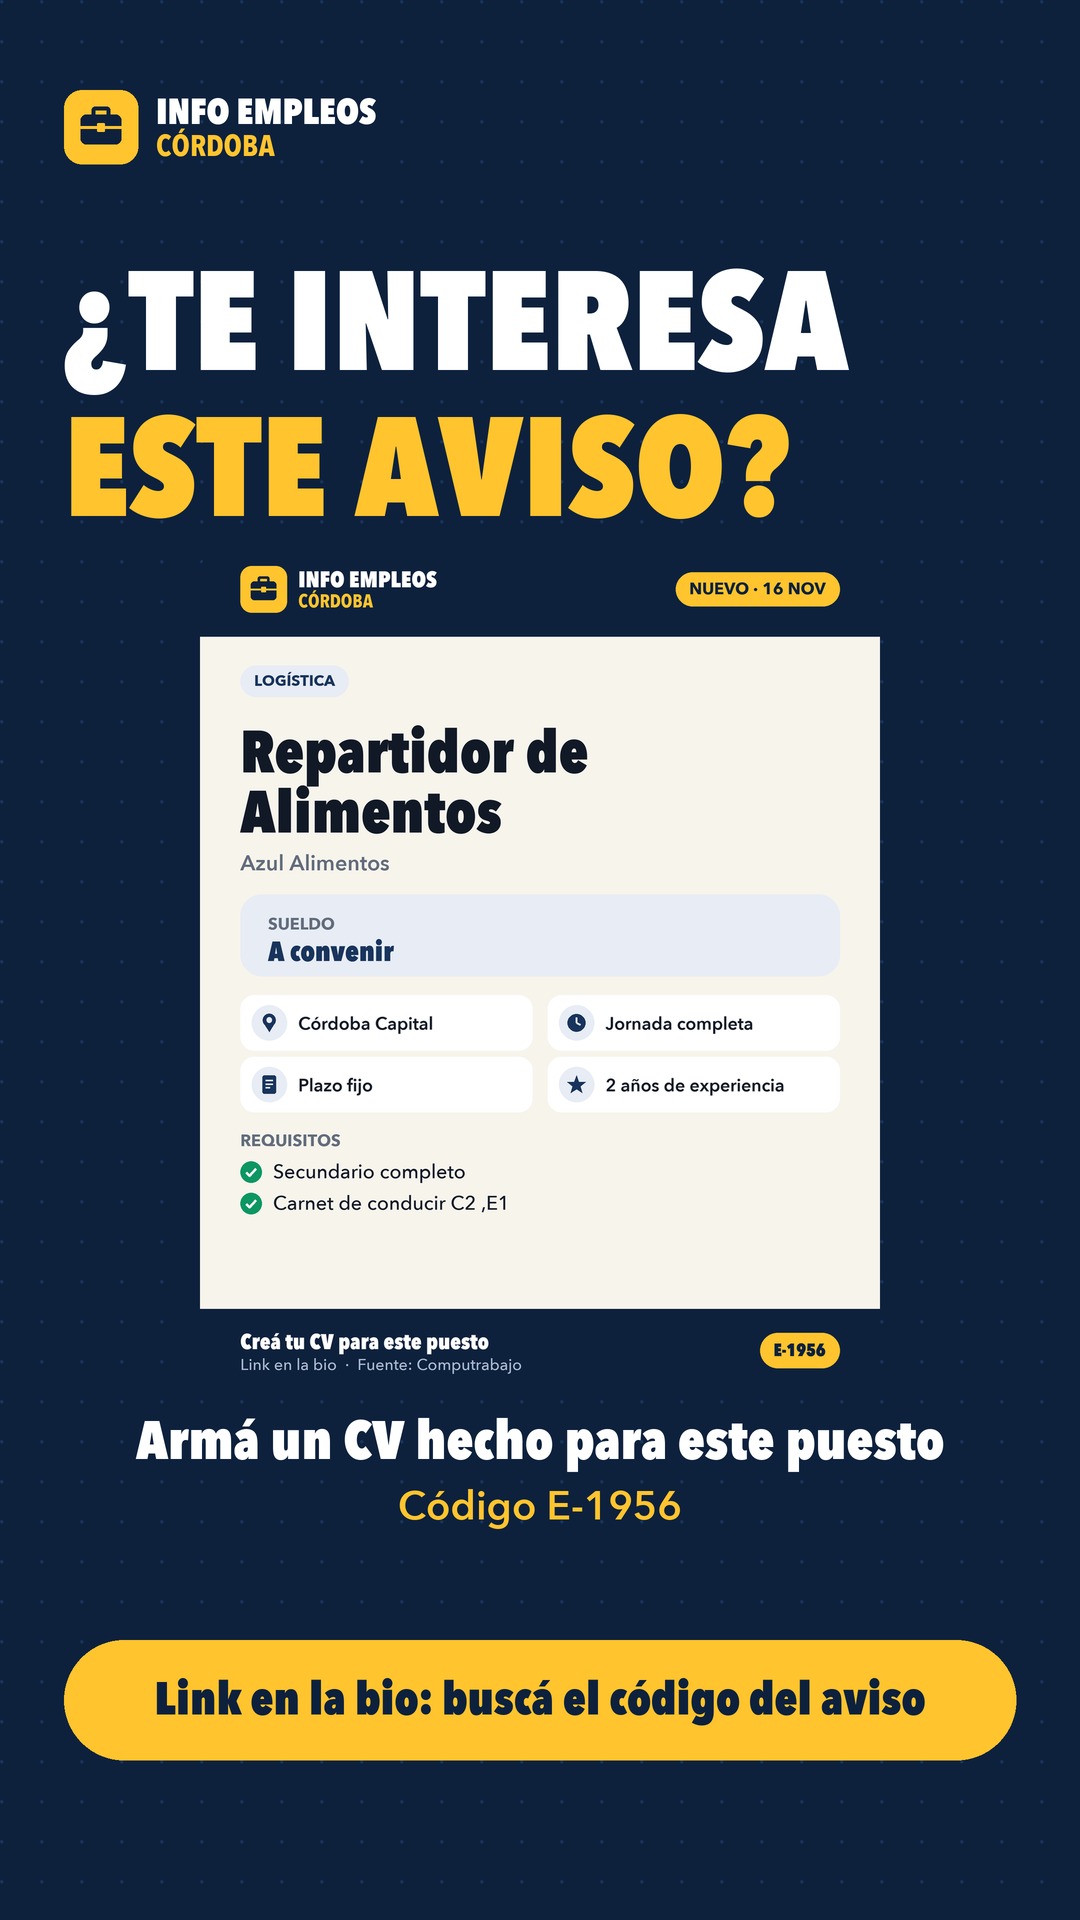 INFO EMPLEOS
CÓRDOBA
¿TE INTERESA
ESTE AVISO?
INFO EMPLEOS
CÓRDOBA
NUEVO · 16 NOV
LOGÍSTICA
Repartidor de
Alimentos
Azul Alimentos
SUELDO
A convenir
Córdoba Capital
Jornada completa
Plazo fijo
2 años de experiencia
REQUISITOS
Secundario completo
Carnet de conducir C2 ,E1
Creá tu CV para este puesto
Link en la bio · Fuente: Computrabajo
E-1956
Armá un CV hecho para este puesto
Código E-1956
Link en la bio: buscá el código del aviso